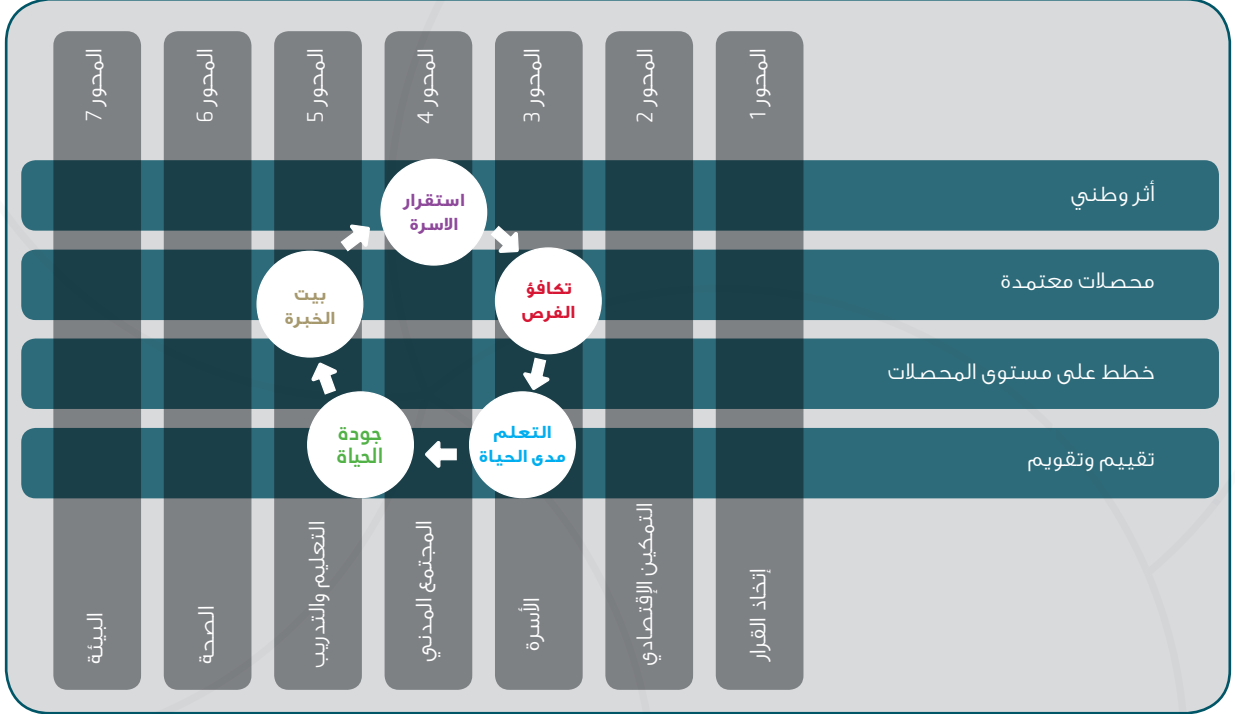 المحور 1
المحور 2
المحور 3
المحور 4
المحور 5
المحور 6
المحور 7
أثر وطني
محصلات معتمدة
خطط على مستوى المحصلات
تقييم وتقويم
استقرار
الاسرة
تكافؤ
الفرص
التعلم
مدى الحياة
جودة
الحياة
بيت
الخبرة
إتخاذ القرار
التمكين الإقتصادي
الأسرة
المجتمع المدني
التعليم والتدريب
الصحة
البيئة